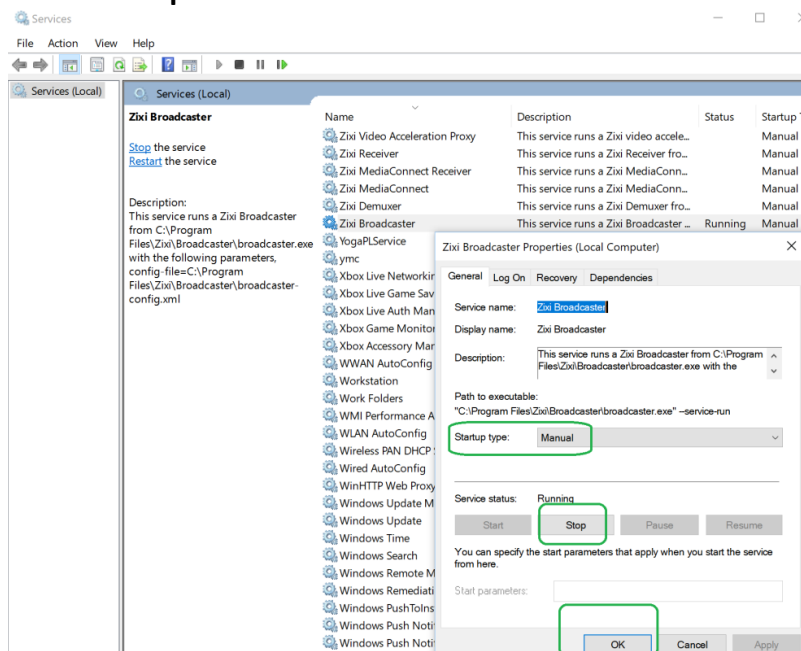 Services
File Action View Help
Services (Local)
Services (Local)
Zixi Broadcaster
Stop the service
Restart the service
Description:
This service runs a Zixi Broadcaster
from C:\Program
Files\Zixi\Broadcaster\broadcaster.exe
with the following parameters,
config-file=C:\Program
Files\Zixi\Broadcaster\broadcaster-
config.xml
Name Description Status Startup
Zixi Video Acceleration Proxy This service runs a Zixi video accele... Manual
Zixi Receiver This service runs a Zixi Receiver fro... Manual
Zixi MediaConnect Receiver This service runs a Zixi MediaConn... Manual
Zixi MediaConnect This service runs a Zixi MediaConn... Manual
Zixi Demuxer This service runs a Zixi Demuxer fro... Manual
Zixi Broadcaster This service runs a Zixi Broadcaster ... Running Manual
YogaPLService
ymc
Xbox Live Networkin
Xbox Live Game Sav
Xbox Live Auth Man
Xbox Game Monitor
Xbox Accessory Man
WWAN AutoConfig
Workstation
Work Folders
WMI Performance A
WLAN AutoConfig
Wireless PAN DHCP
Wired AutoConfig
WinHTTP Web Proxy
Windows Update M
Windows Update
Windows Time
Windows Search
Windows Remote M
Windows Remediati
Windows PushToIns
Windows Push Noti
Windows Push Noti
Zixi Broadcaster Properties (Local Computer)
General Log On Recovery Dependencies
Service name: Zixi Broadcaster
Display name: Zixi Broadcaster
Description: This service runs a Zixi Broadcaster from C:\Program
Files\Zixi\Broadcaster\broadcaster.exe with the
Path to executable:
"C:\Program Files\Zixi\Broadcaster\broadcaster.exe" --service-run
Startup type: Manual
Service status: Running
Start Stop Pause Resume
You can specify the start parameters that apply when you start the service
from here.
Start parameters:
OK Cancel Apply